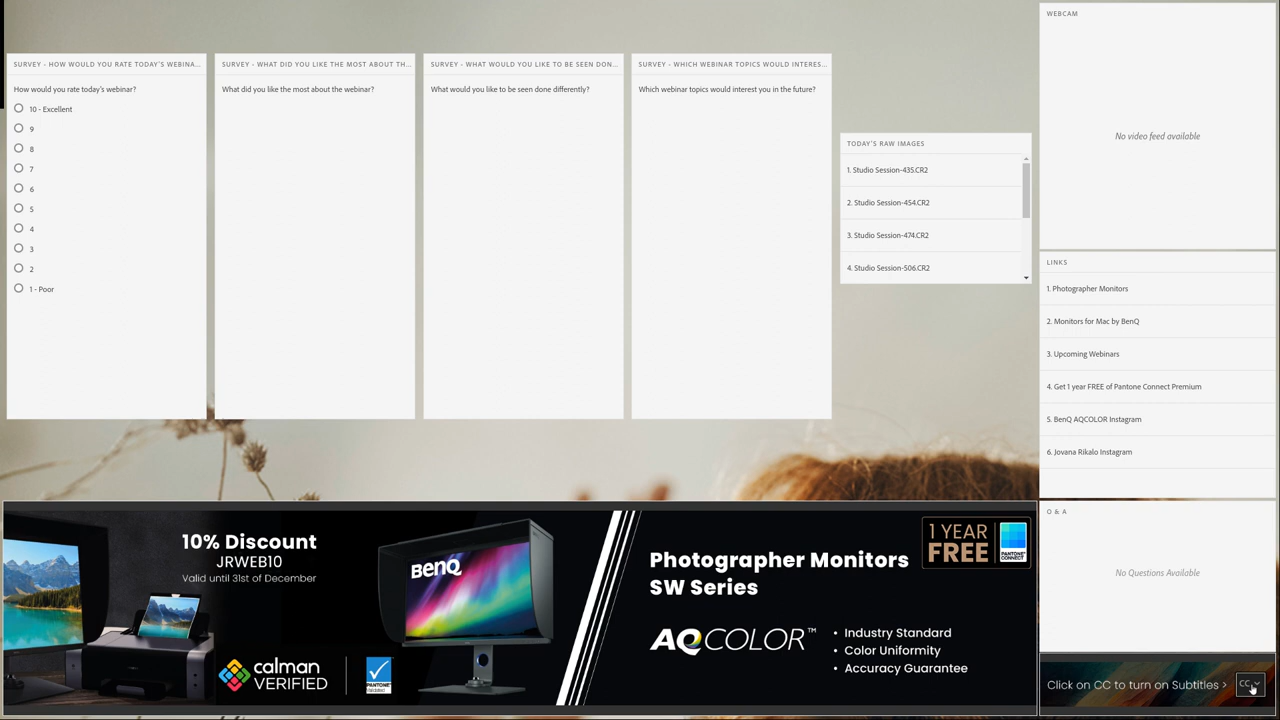 WEBCAM
No video feed available
SURVEY - HOW WOULD YOU RATE TODAY'S WEBINA...
How would you rate today's webinar?
10 - Excellent
9
8
7
6
5
4
3
2
1 - Poor
SURVEY - WHAT DID YOU LIKE THE MOST ABOUT TH...
What did you like the most about the webinar?
SURVEY - WHAT WOULD YOU LIKE TO BE SEEN DON...
What would you like to be seen done differently?
SURVEY - WHICH WEBINAR TOPICS WOULD INTERES...
Which webinar topics would interest you in the future?
TODAY'S RAW IMAGES
1. Studio Session-435.CR2
2. Studio Session-454.CR2
3. Studio Session-474.CR2
4. Studio Session-506.CR2
LINKS
1. Photographer Monitors
2. Monitors for Mac by BenQ
3. Upcoming Webinars
4. Get 1 year FREE of Pantone Connect Premium
5. BenQ AQCOLOR Instagram
6. Jovana Rikalo Instagram
Q & A
No Questions Available
10% Discount
JRWEB10
Valid until 31st of December
calman
VERIFIED
PANTONE
Validated
BenQ
Photographer Monitors
SW Series
1 YEAR
FREE
PANTONE
CONNECT
AQCOLOR™
• Industry Standard
• Color Uniformity
• Accuracy Guarantee
Click on CC to turn on Subtitles >
CC